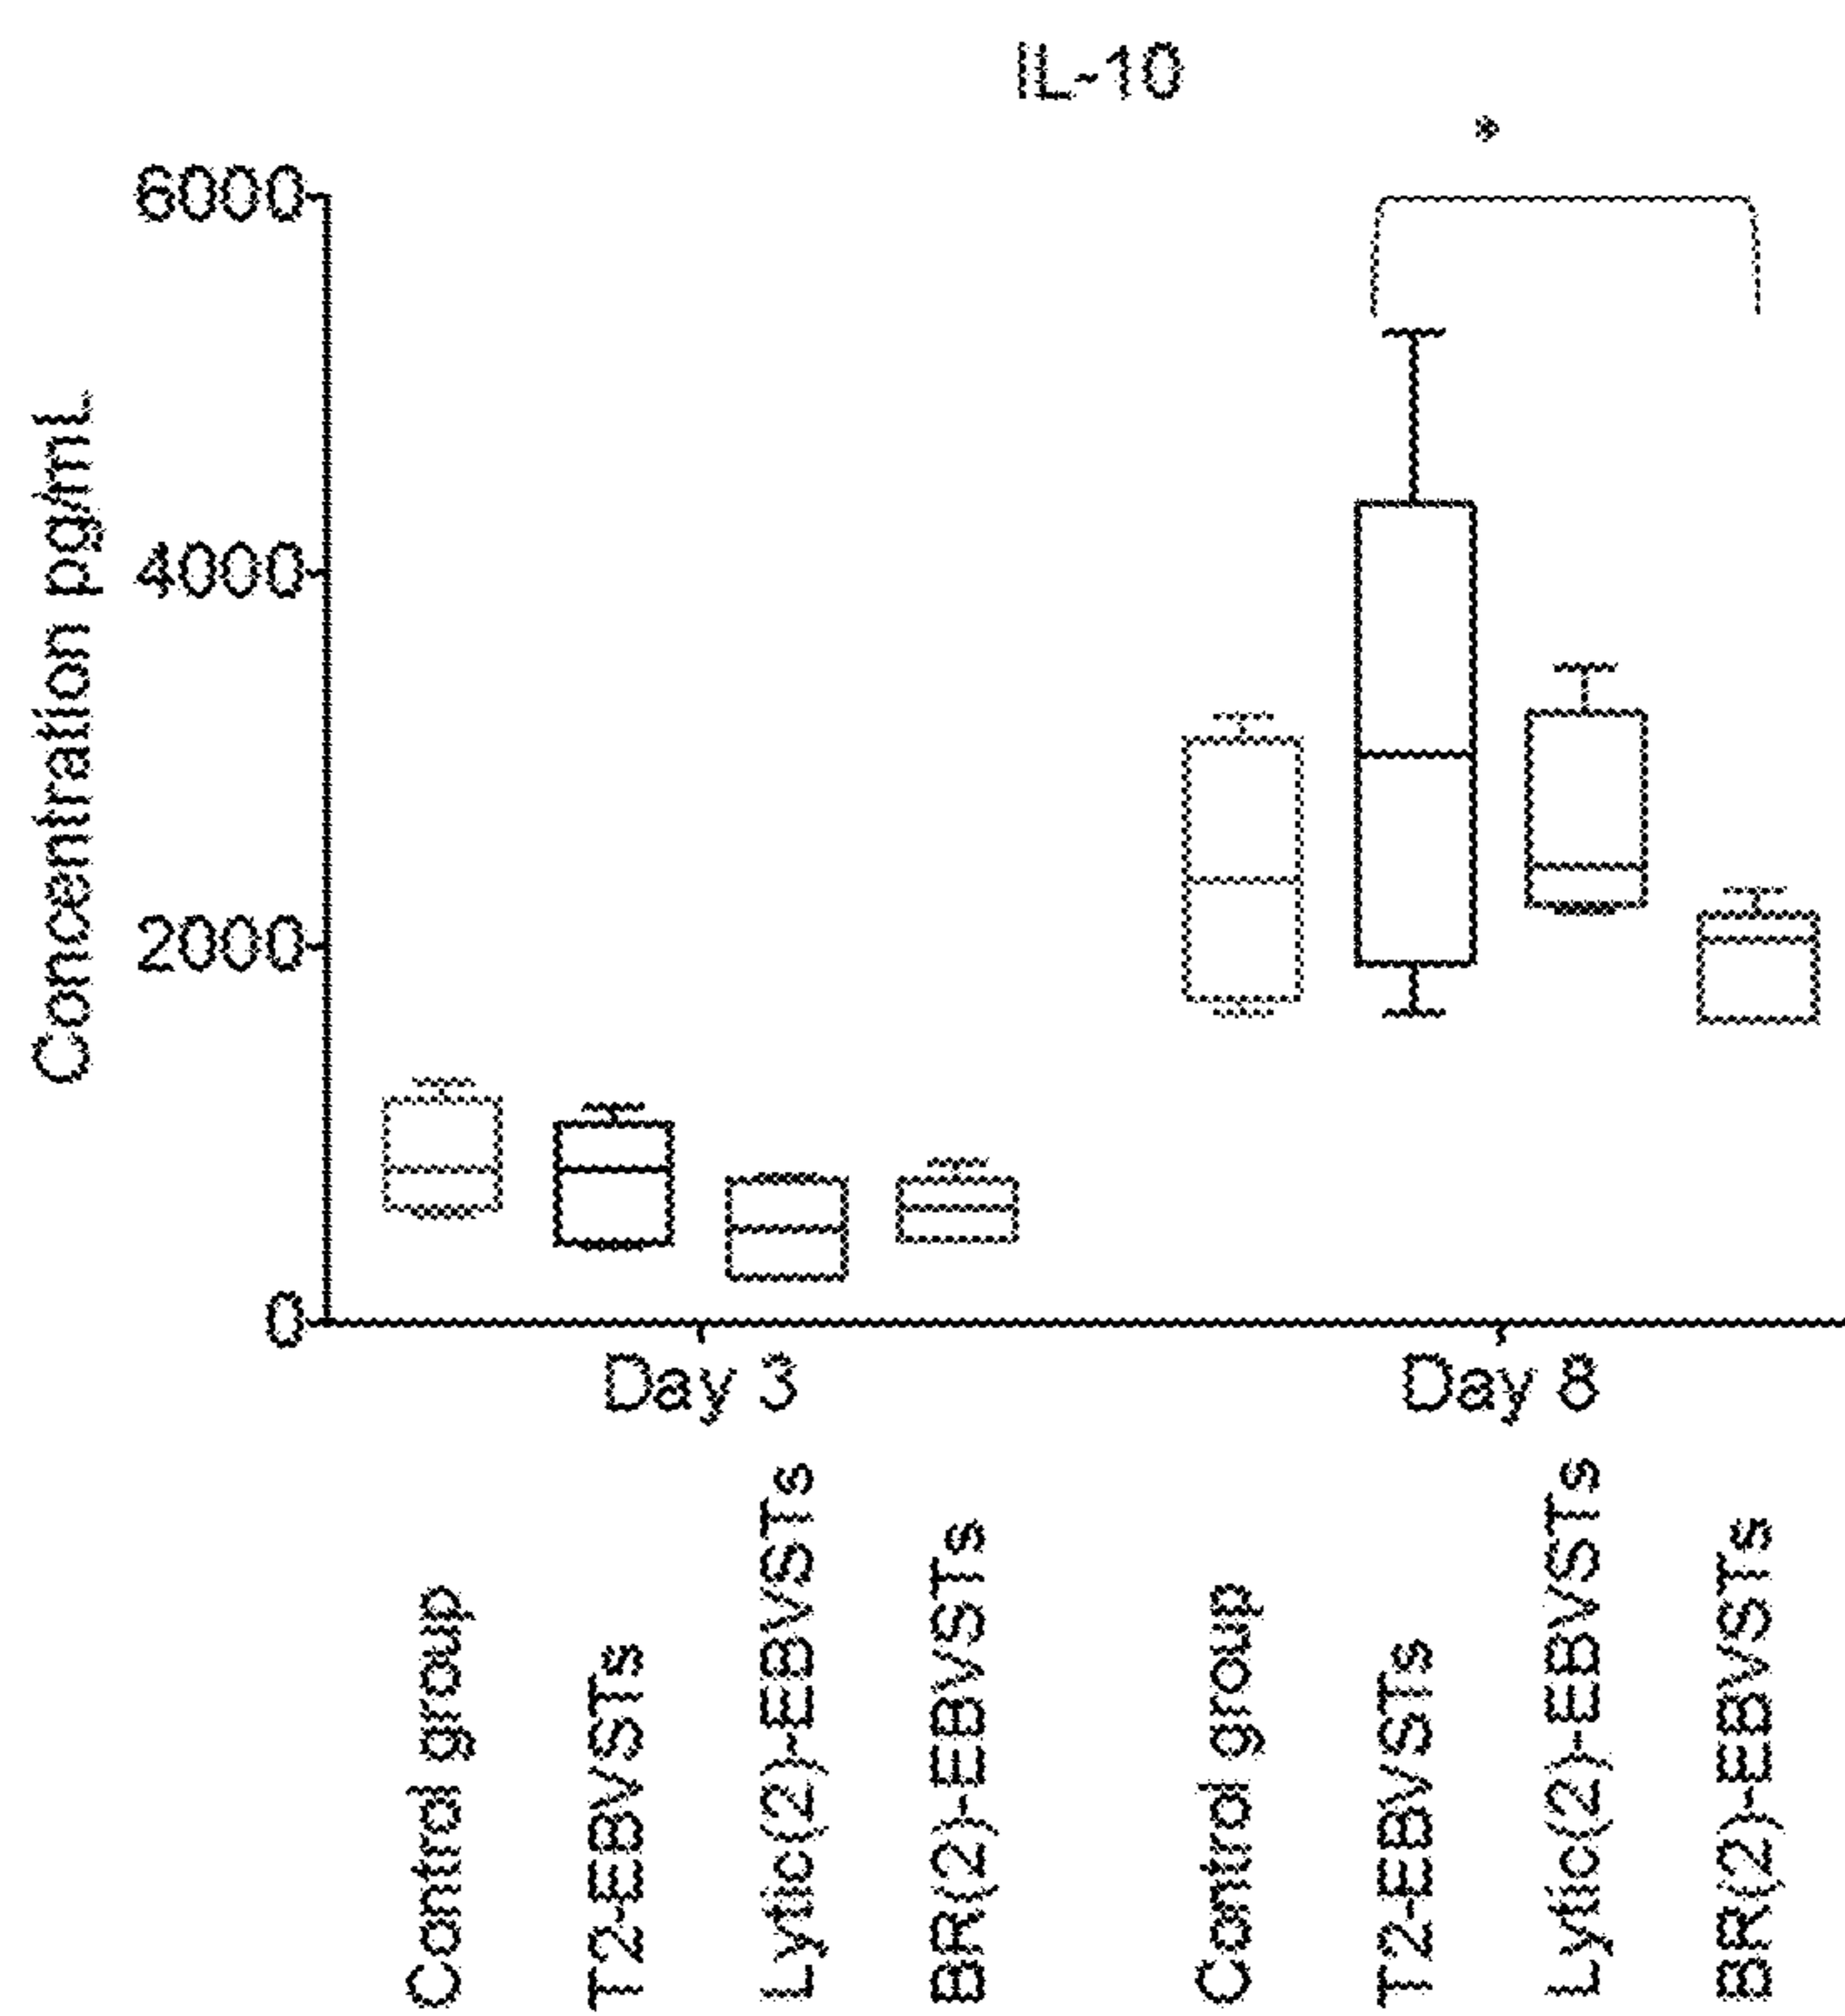 IL-10
*
6000
4000
2000
0
Concentration pg/mL
Day 3
Day 8
Control group
T2-EBVSTs
Lytic(2)-EBVSTs
BR(2)-EBVSTs
Control group
T2-EBVSTs
Lytic(2)-EBVSTs
BR(2)-EBVSTs